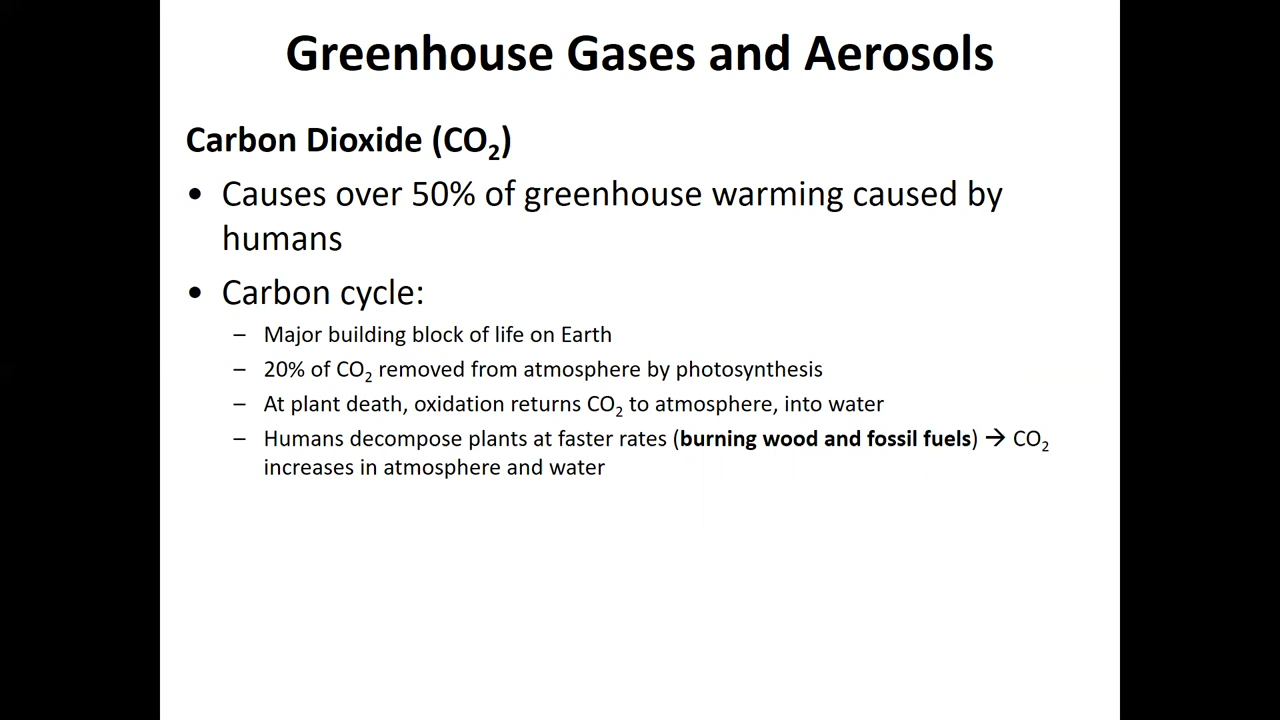 Greenhouse Gases and Aerosols
Carbon Dioxide (CO₂)
• Causes over 50% of greenhouse warming caused by
humans
• Carbon cycle:
– Major building block of life on Earth
– 20% of CO₂ removed from atmosphere by photosynthesis
– At plant death, oxidation returns CO₂ to atmosphere, into water
– Humans decompose plants at faster rates (burning wood and fossil fuels) → CO₂
increases in atmosphere and water